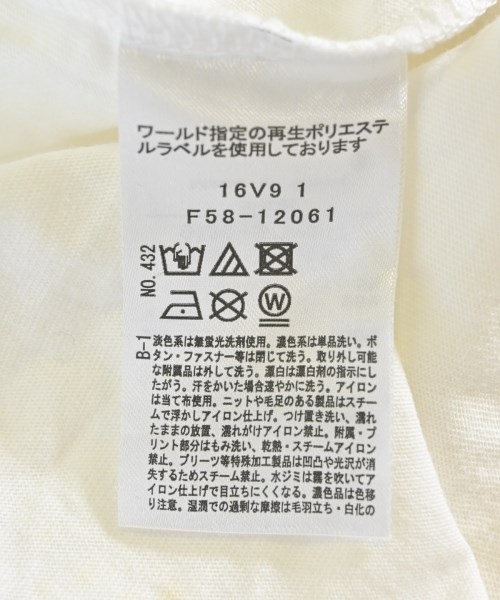 ワールド指定の再生ポリエステ
ルラベルを使用しております
16V9 1
F58-12061
NO.432
W
B-1
淡色系は無蛍光洗剤使用。濃色系は単品洗い。ボ
タン・ファスナー等は閉じて洗う。取り外し可能
な附属品は外して洗う。漂白は漂白剤の指示にし
たがう。汗をかいた場合速やかに洗う。アイロン
は当て布使用。ニットや毛足のある製品はスチー
ムで浮かしアイロン仕上げ。つけ置き洗い、濡れ
たままの放置、濡れがけアイロン禁止。附属・プ
リント部分はもみ洗い、乾熱・スチームアイロン
禁止。プリーツ等特殊加工製品は凹凸や光沢が消
失するためスチーム禁止。水ジミは霧を吹いてア
イロン仕上げで目立ちにくくなる。濃色品は色移
り注意。湿潤での過剰な摩擦は毛羽立ち・白化の